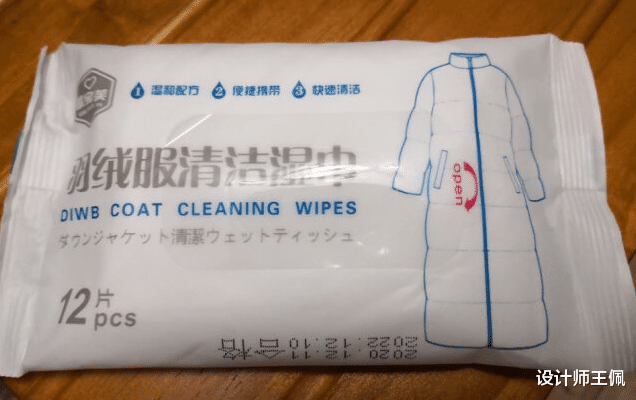 1 温和配方 2 便捷携带 3 快速清洁
羽绒服清洁湿巾
DIWB COAT CLEANING WIPES
ダウンジャケット清潔ウェットティッシュ
open
12片
pcs
2020.12.11 合格
2022.12.10
设计师王佩